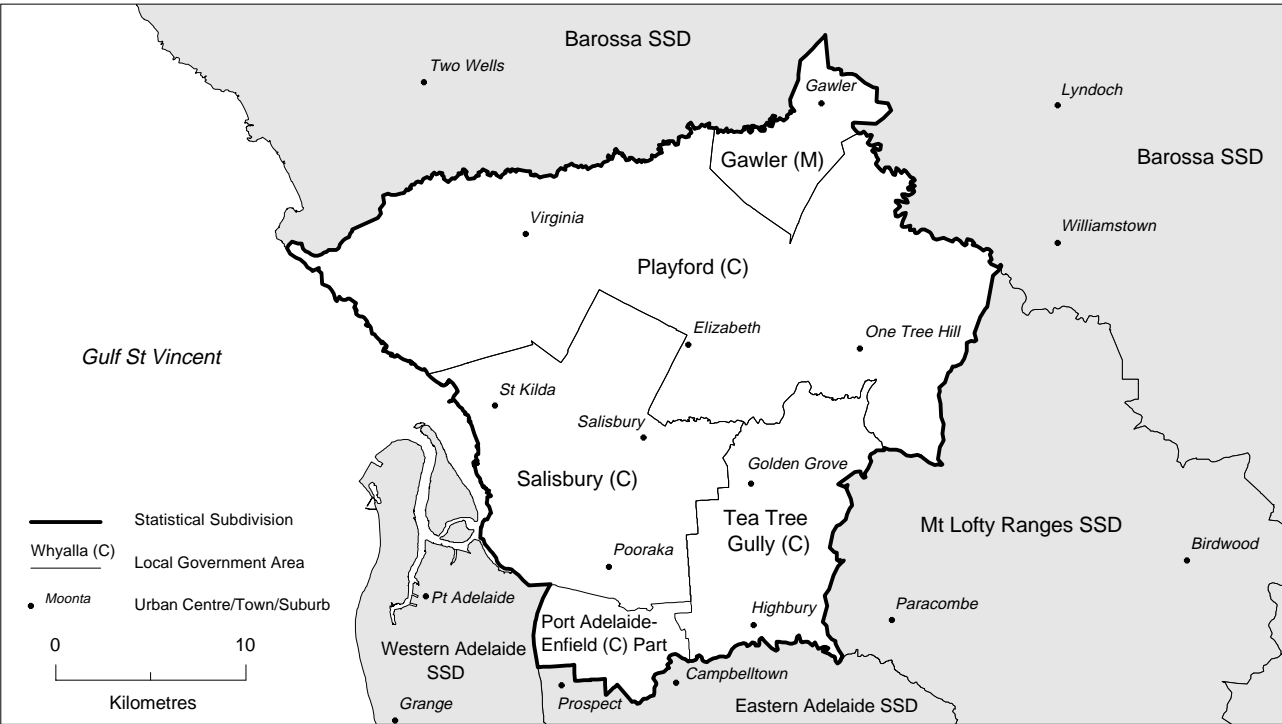 Barossa SSD
Two Wells
Gawler
Lyndoch
Gawler (M)
Barossa SSD
Virginia
Williamstown
Playford (C)
Elizabeth
One Tree Hill
Gulf St Vincent
St Kilda
Salisbury
Golden Grove
Salisbury (C)
Tea Tree
Gully (C)
Mt Lofty Ranges SSD
Pooraka
Birdwood
Pt Adelaide
Highbury
Paracombe
Port Adelaide-
Enfield (C) Part
Western Adelaide
SSD
Campbelltown
Grange
Prospect
Eastern Adelaide SSD
Statistical Subdivision
Whyalla (C)
Local Government Area
Moonta
Urban Centre/Town/Suburb
0 10
Kilometres